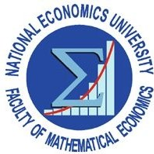 NATIONAL ECONOMICS UNIVERSITY
Σ
FACULTY OF MATHEMATICAL ECONOMICS